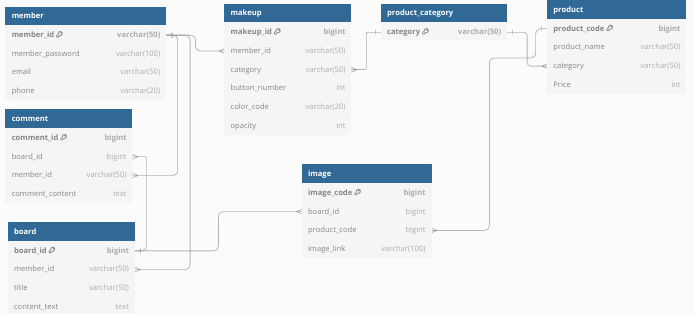 member
member_id varchar(50)
member_password varchar(100)
email varchar(50)
phone varchar(20)
comment
comment_id bigint
board_id bigint
member_id varchar(50)
comment_content text
board
board_id bigint
member_id varchar(50)
title varchar(50)
content_text text
makeup
makeup_id bigint
member_id varchar(50)
category varchar(50)
button_number int
color_code varchar(20)
opacity int
image
image_code bigint
board_id bigint
product_code bigint
image_link varchar(100)
product_category
category varchar(50)
product
product_code bigint
product_name varchar(50)
category varchar(50)
Price int